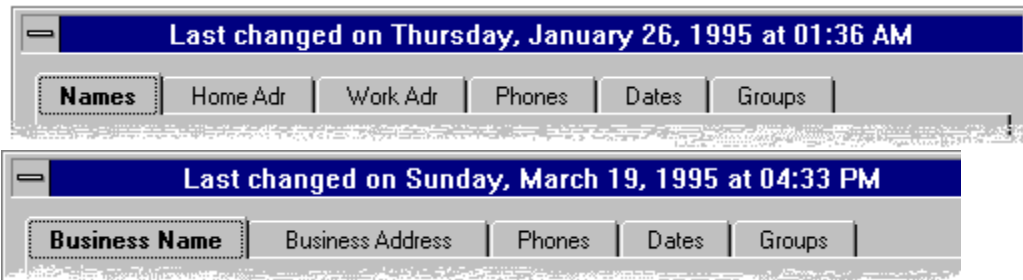 Last changed on Thursday, January 26, 1995 at 01:36 AM
Names Home Adr Work Adr Phones Dates Groups
Last changed on Sunday, March 19, 1995 at 04:33 PM
Business Name Business Address Phones Dates Groups